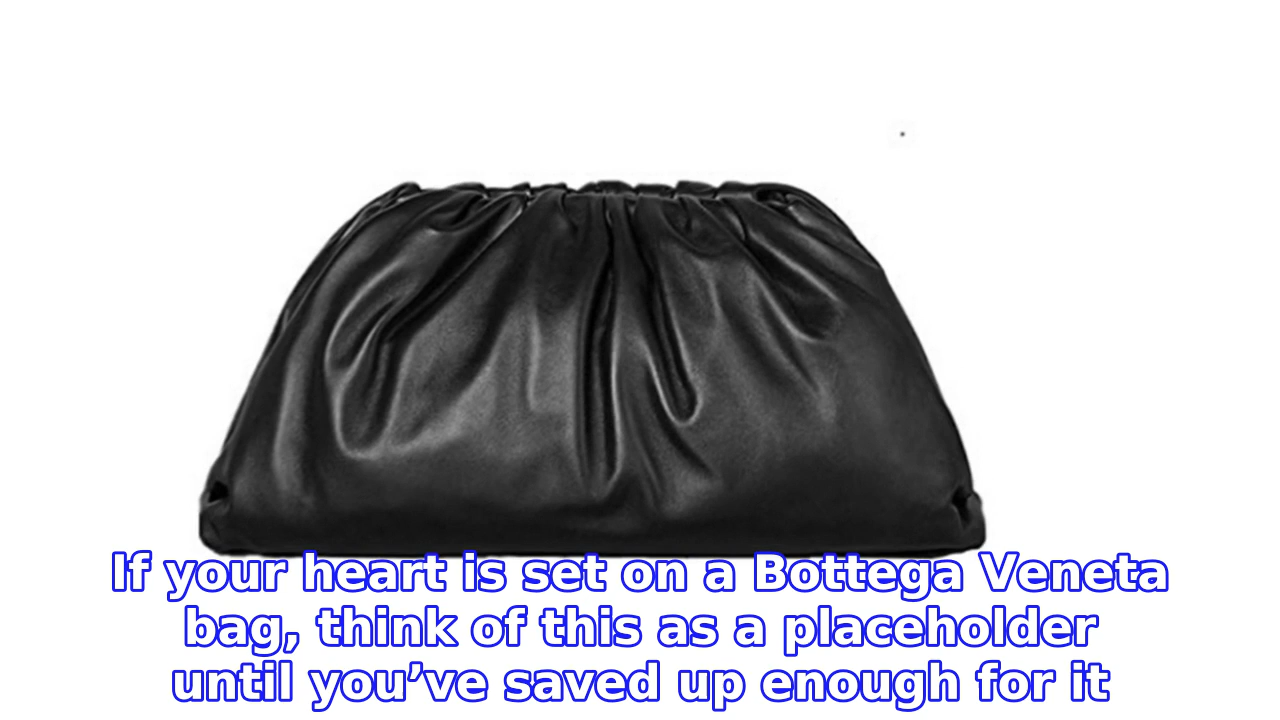 If your heart is set on a Bottega Veneta
bag, think of this as a placeholder
until you’ve saved up enough for it